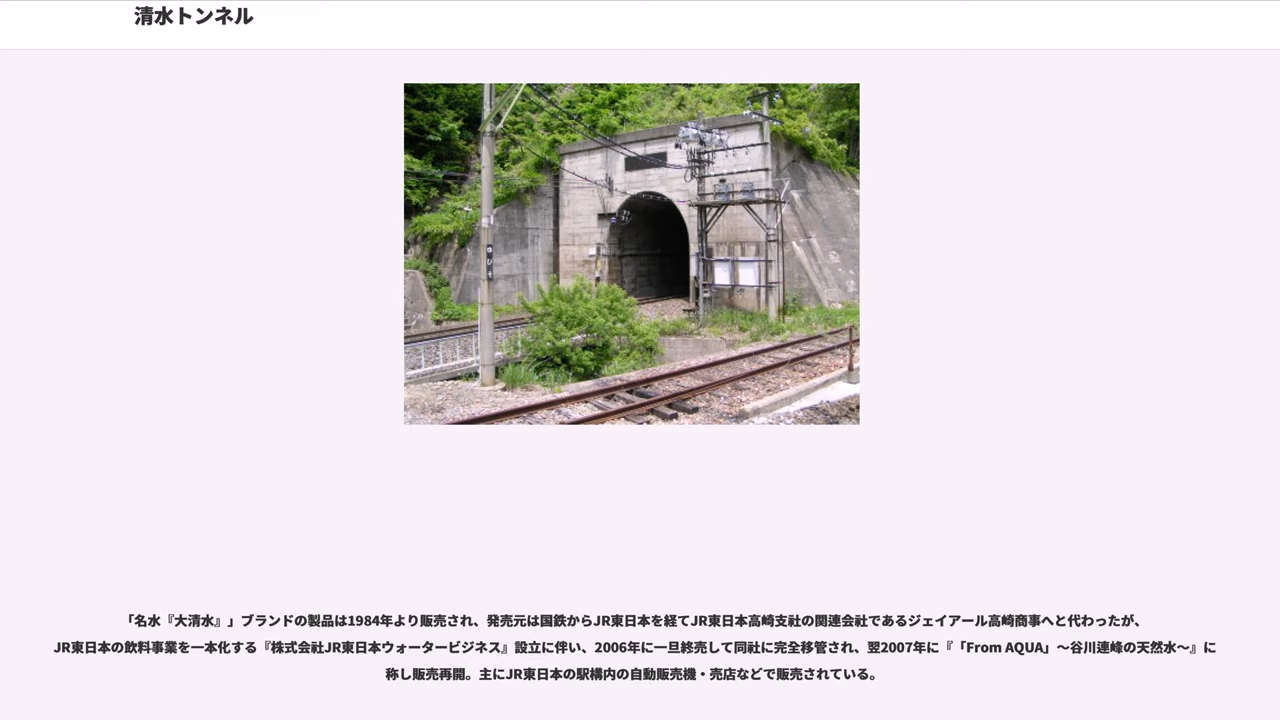 清水トンネル
ゆびそ
「名水『大清水』」ブランドの製品は1984年より販売され、発売元は国鉄からJR東日本を経てJR東日本高崎支社の関連会社であるジェイアール高崎商事へと代わったが、
JR東日本の飲料事業を一本化する『株式会社JR東日本ウォータービジネス』設立に伴い、2006年に一旦終売して同社に完全移管され、翌2007年に『「From AQUA」〜谷川連峰の天然水〜』に
称し販売再開。主にJR東日本の駅構内の自動販売機・売店などで販売されている。